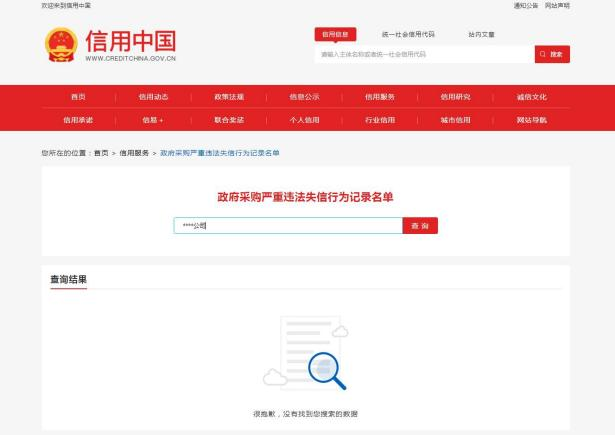 欢迎来到信用中国 通知公告 网站声明
信用信息 统一社会信用代码 站内文章
信用中国
WWW.CREDITCHINA.GOV.CN
请输入主体名称或者统一社会信用代码 搜索
首页 信用动态 政策法规 信息公示 信用服务 信用研究 诚信文化
信用承诺 信易+ 联合奖惩 个人信用 行业信用 城市信用 网站导航
您所在的位置：首页 > 信用服务 > 政府采购严重违法失信行为记录名单
政府采购严重违法失信行为记录名单
****公司 查询
查询结果
很抱歉，没有找到您搜索的数据